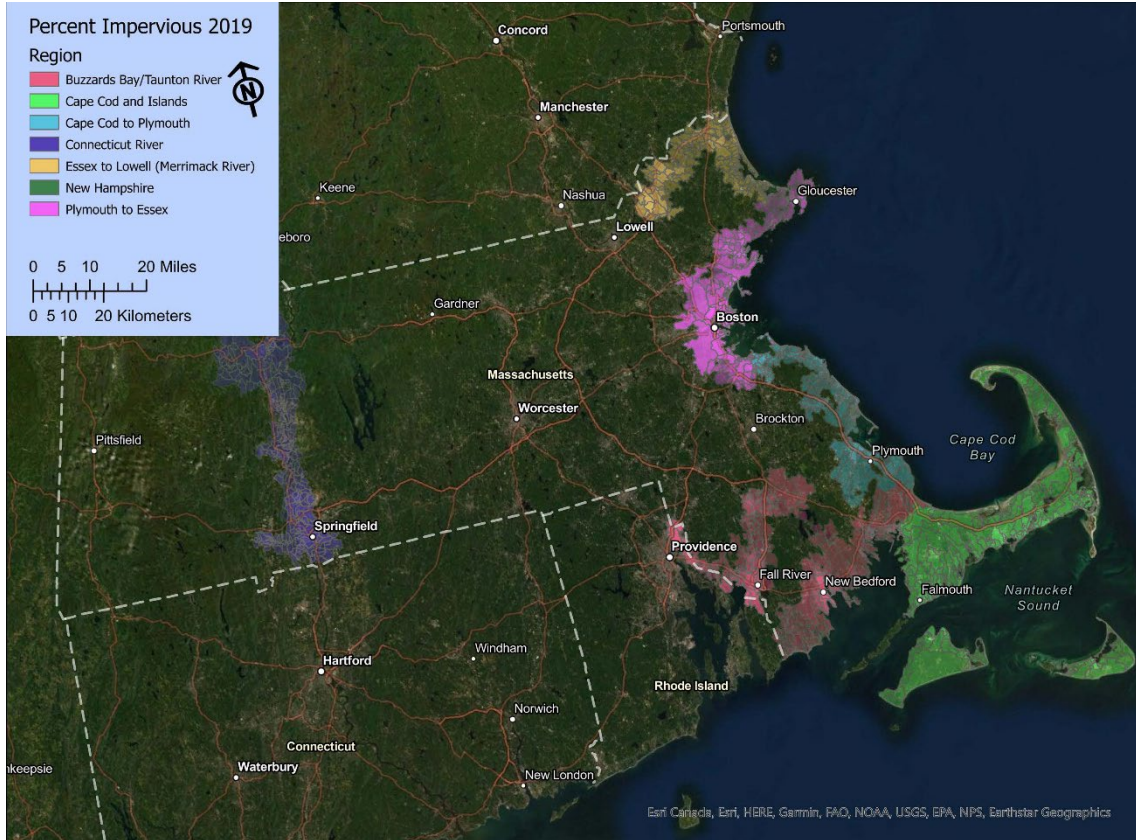 Percent Impervious 2019
Region
Buzzards Bay/Taunton River
Cape Cod and Islands
Cape Cod to Plymouth
Connecticut River
Essex to Lowell (Merrimack River)
New Hampshire
Plymouth to Essex
N
0 5 10 20 Miles
0 5 10 20 Kilometers
Concord
Portsmouth
Manchester
Keene
Nashua
Gloucester
Lowell
eboro
Gardner
Boston
Massachusetts
Worcester
Brockton
Pittsfield
Cape Cod
Bay
Plymouth
Springfield
Providence
Fall River
New Bedford
Falmouth
Nantucket
Sound
Windham
Hartford
Rhode Island
Norwich
Connecticut
nkeepsie
Waterbury
New London
Esri Canada, Esri, HERE, Garmin, FAO, NOAA, USGS, EPA, NPS, Earthstar Geographics